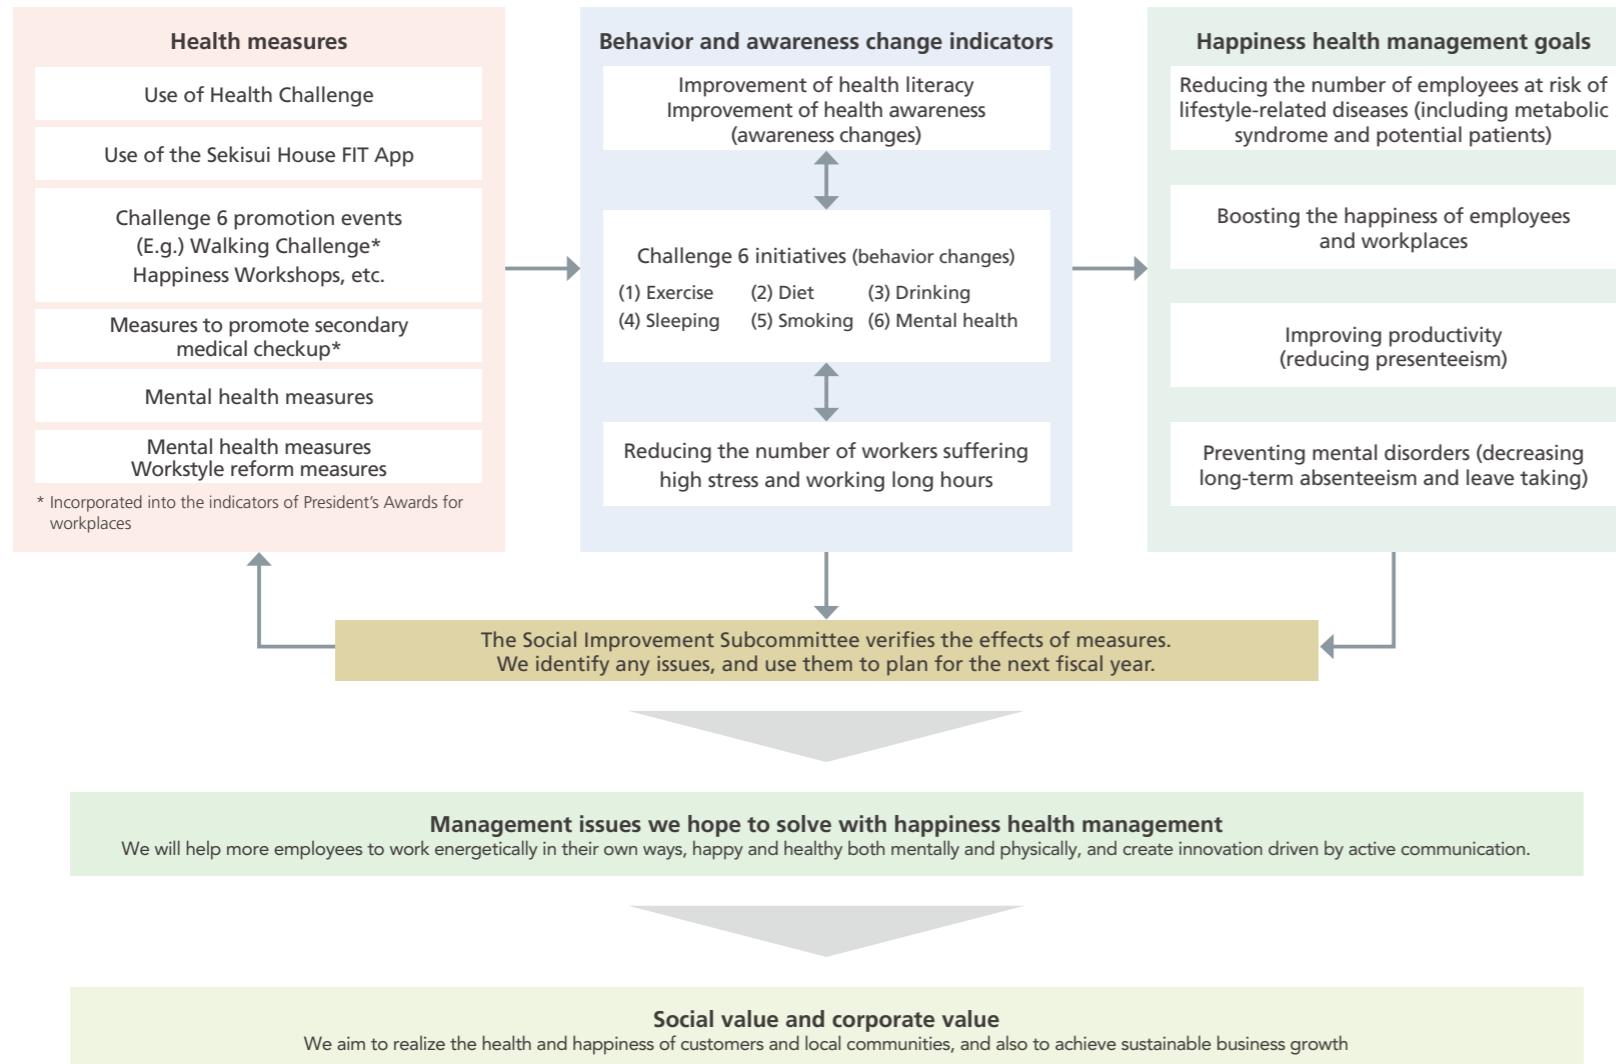 Health measures
Use of Health Challenge
Use of the Sekisui House FIT App
Challenge 6 promotion events
(E.g.) Walking Challenge*
Happiness Workshops, etc.
Measures to promote secondary
medical checkup*
Mental health measures
Mental health measures
Workstyle reform measures
* Incorporated into the indicators of President’s Awards for
workplaces
Behavior and awareness change indicators
Improvement of health literacy
Improvement of health awareness
(awareness changes)
Challenge 6 initiatives (behavior changes)
(1) Exercise (2) Diet (3) Drinking
(4) Sleeping (5) Smoking (6) Mental health
Reducing the number of workers suffering
high stress and working long hours
Happiness health management goals
Reducing the number of employees at risk of
lifestyle-related diseases (including metabolic
syndrome and potential patients)
Boosting the happiness of employees
and workplaces
Improving productivity
(reducing presenteeism)
Preventing mental disorders (decreasing
long-term absenteeism and leave taking)
The Social Improvement Subcommittee verifies the effects of measures.
We identify any issues, and use them to plan for the next fiscal year.
Management issues we hope to solve with happiness health management
We will help more employees to work energetically in their own ways, happy and healthy both mentally and physically, and create innovation driven by active communication.
Social value and corporate value
We aim to realize the health and happiness of customers and local communities, and also to achieve sustainable business growth